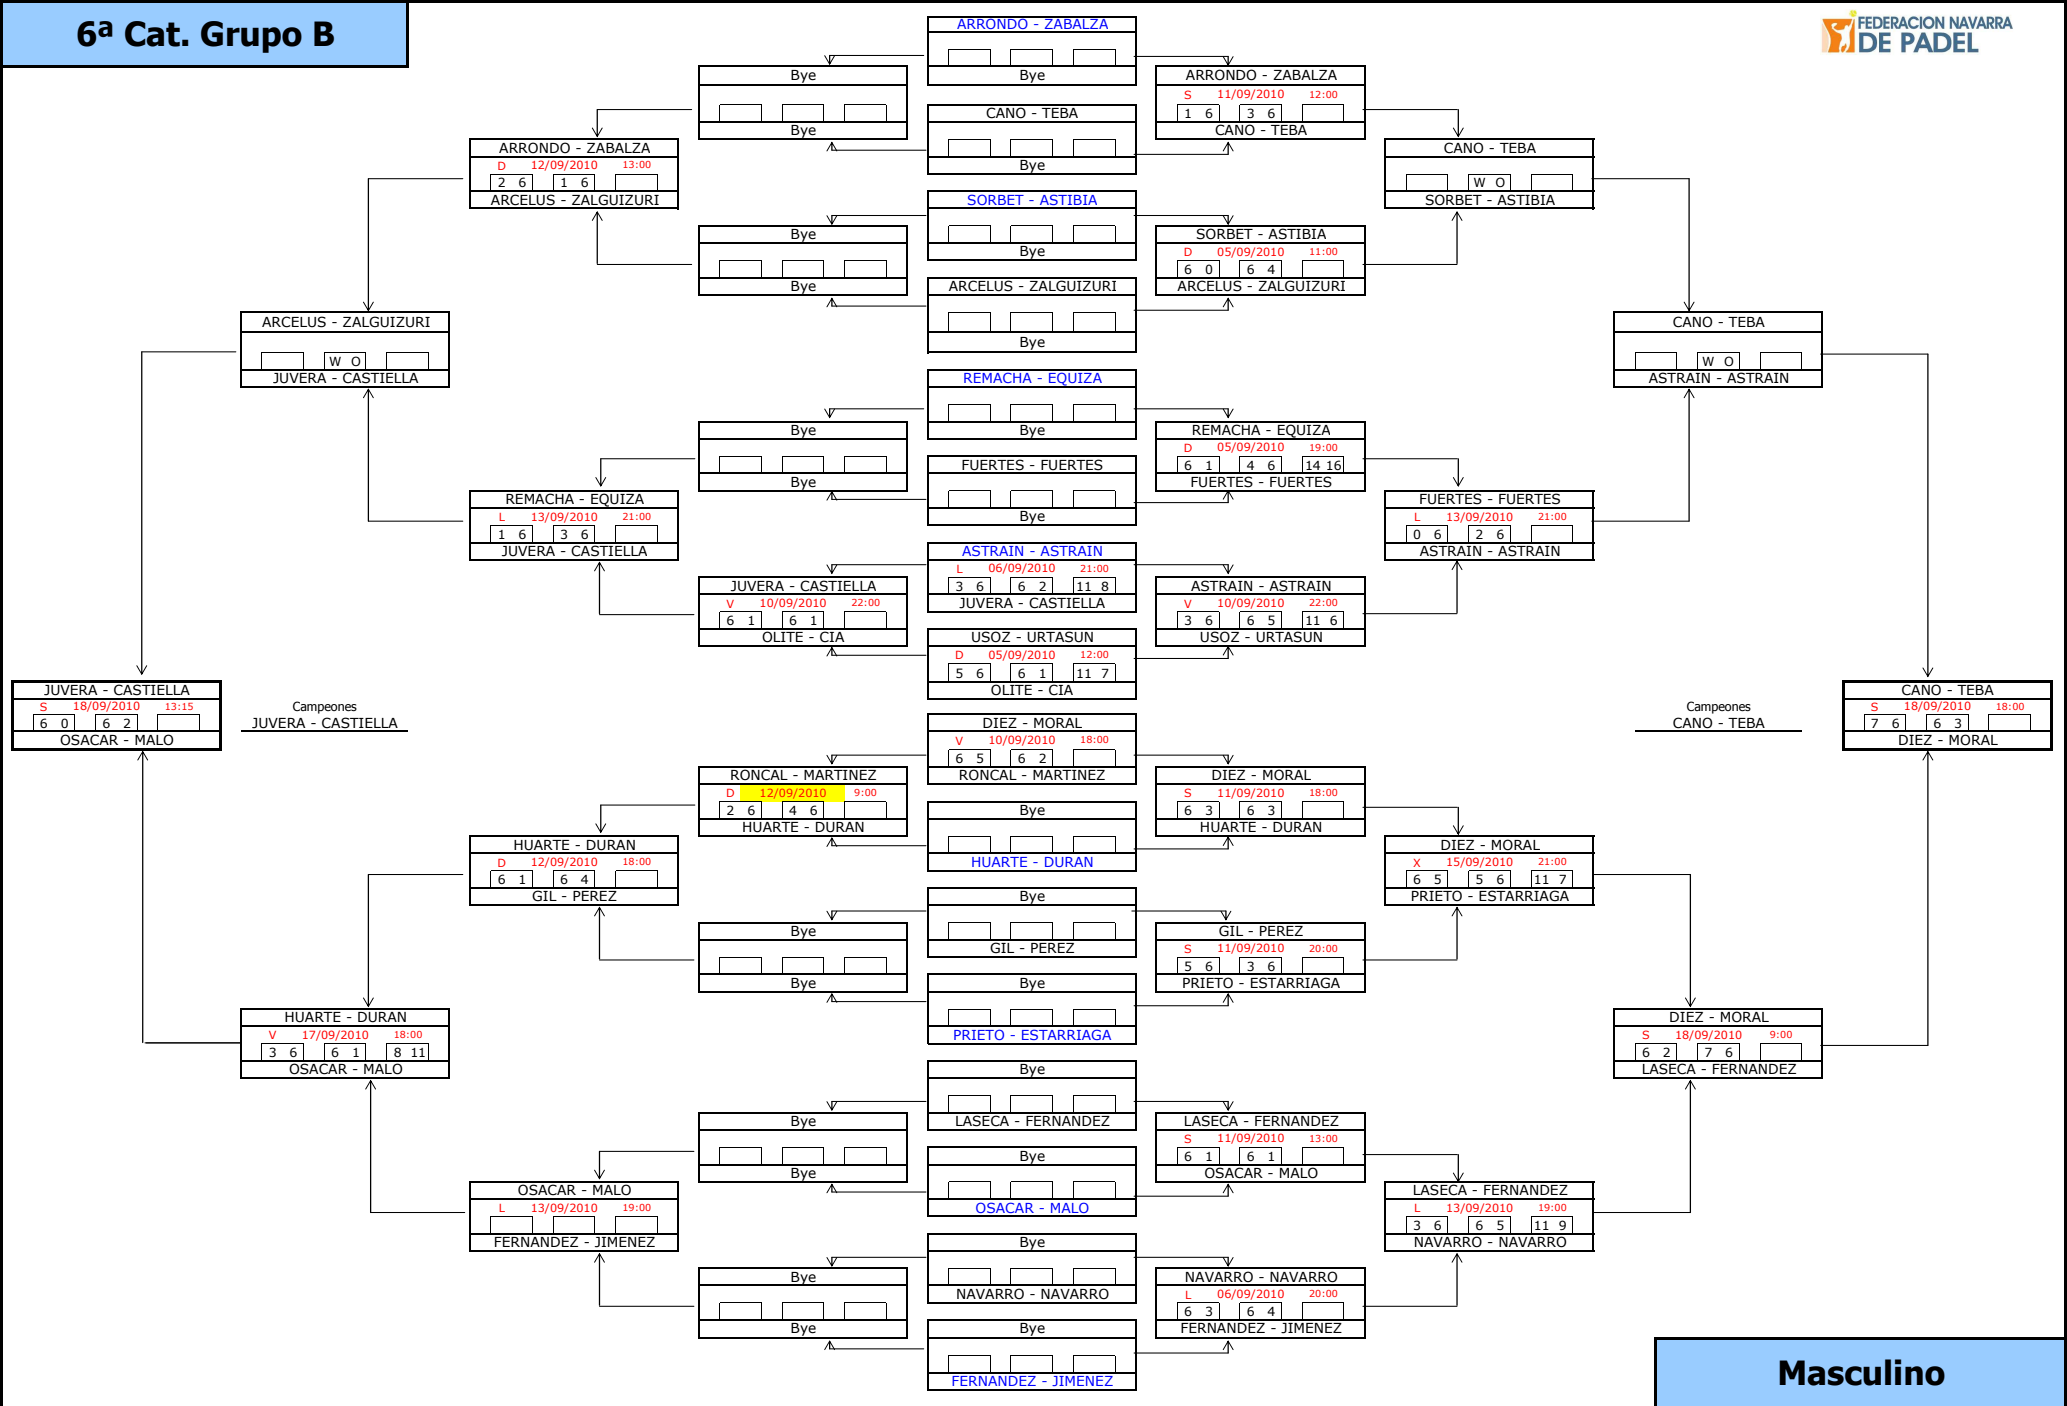 6ª Cat. Grupo B
FEDERACION NAVARRA
DE PADEL
JUVERA - CASTIELLA
S 18/09/2010 13:15
6 0 6 2
OSACAR - MALO
Campeones
JUVERA - CASTIELLA
ARCELUS - ZALGUIZURI
W O
JUVERA - CASTIELLA
HUARTE - DURAN
V 17/09/2010 18:00
3 6 6 1 8 11
OSACAR - MALO
ARRONDO - ZABALZA
D 12/09/2010 13:00
2 6 1 6
ARCELUS - ZALGUIZURI
REMACHA - EQUIZA
L 13/09/2010 21:00
1 6 3 6
JUVERA - CASTIELLA
HUARTE - DURAN
D 12/09/2010 18:00
6 1 6 4
GIL - PEREZ
OSACAR - MALO
L 13/09/2010 19:00
FERNANDEZ - JIMENEZ
Bye
Bye
Bye
Bye
Bye
Bye
JUVERA - CASTIELLA
V 10/09/2010 22:00
6 1 6 1
OLITE - CIA
RONCAL - MARTINEZ
D 12/09/2010 9:00
2 6 4 6
HUARTE - DURAN
Bye
Bye
Bye
Bye
Bye
Bye
ARRONDO - ZABALZA
Bye
CANO - TEBA
Bye
SORBET - ASTIBIA
Bye
ARCELUS - ZALGUIZURI
Bye
REMACHA - EQUIZA
Bye
FUERTES - FUERTES
Bye
ASTRAIN - ASTRAIN
L 06/09/2010 21:00
3 6 6 2 11 8
JUVERA - CASTIELLA
USOZ - URTASUN
D 05/09/2010 12:00
5 6 6 1 11 7
OLITE - CIA
DIEZ - MORAL
V 10/09/2010 18:00
6 5 6 2
RONCAL - MARTINEZ
Bye
HUARTE - DURAN
Bye
GIL - PEREZ
Bye
PRIETO - ESTARRIAGA
Bye
LASECA - FERNANDEZ
Bye
OSACAR - MALO
Bye
NAVARRO - NAVARRO
Bye
FERNANDEZ - JIMENEZ
ARRONDO - ZABALZA
S 11/09/2010 12:00
1 6 3 6
CANO - TEBA
SORBET - ASTIBIA
D 05/09/2010 11:00
6 0 6 4
ARCELUS - ZALGUIZURI
REMACHA - EQUIZA
D 05/09/2010 19:00
6 1 4 6 14 16
FUERTES - FUERTES
ASTRAIN - ASTRAIN
V 10/09/2010 22:00
3 6 6 5 11 6
USOZ - URTASUN
DIEZ - MORAL
S 11/09/2010 18:00
6 3 6 3
HUARTE - DURAN
GIL - PEREZ
S 11/09/2010 20:00
5 6 3 6
PRIETO - ESTARRIAGA
LASECA - FERNANDEZ
S 11/09/2010 13:00
6 1 6 1
OSACAR - MALO
NAVARRO - NAVARRO
L 06/09/2010 20:00
6 3 6 4
FERNANDEZ - JIMENEZ
CANO - TEBA
W O
SORBET - ASTIBIA
FUERTES - FUERTES
L 13/09/2010 21:00
0 6 2 6
ASTRAIN - ASTRAIN
DIEZ - MORAL
X 15/09/2010 21:00
6 5 5 6 11 7
PRIETO - ESTARRIAGA
LASECA - FERNANDEZ
L 13/09/2010 19:00
3 6 6 5 11 9
NAVARRO - NAVARRO
CANO - TEBA
W O
ASTRAIN - ASTRAIN
DIEZ - MORAL
S 18/09/2010 9:00
6 2 7 6
LASECA - FERNANDEZ
Campeones
CANO - TEBA
CANO - TEBA
S 18/09/2010 18:00
7 6 6 3
DIEZ - MORAL
Masculino